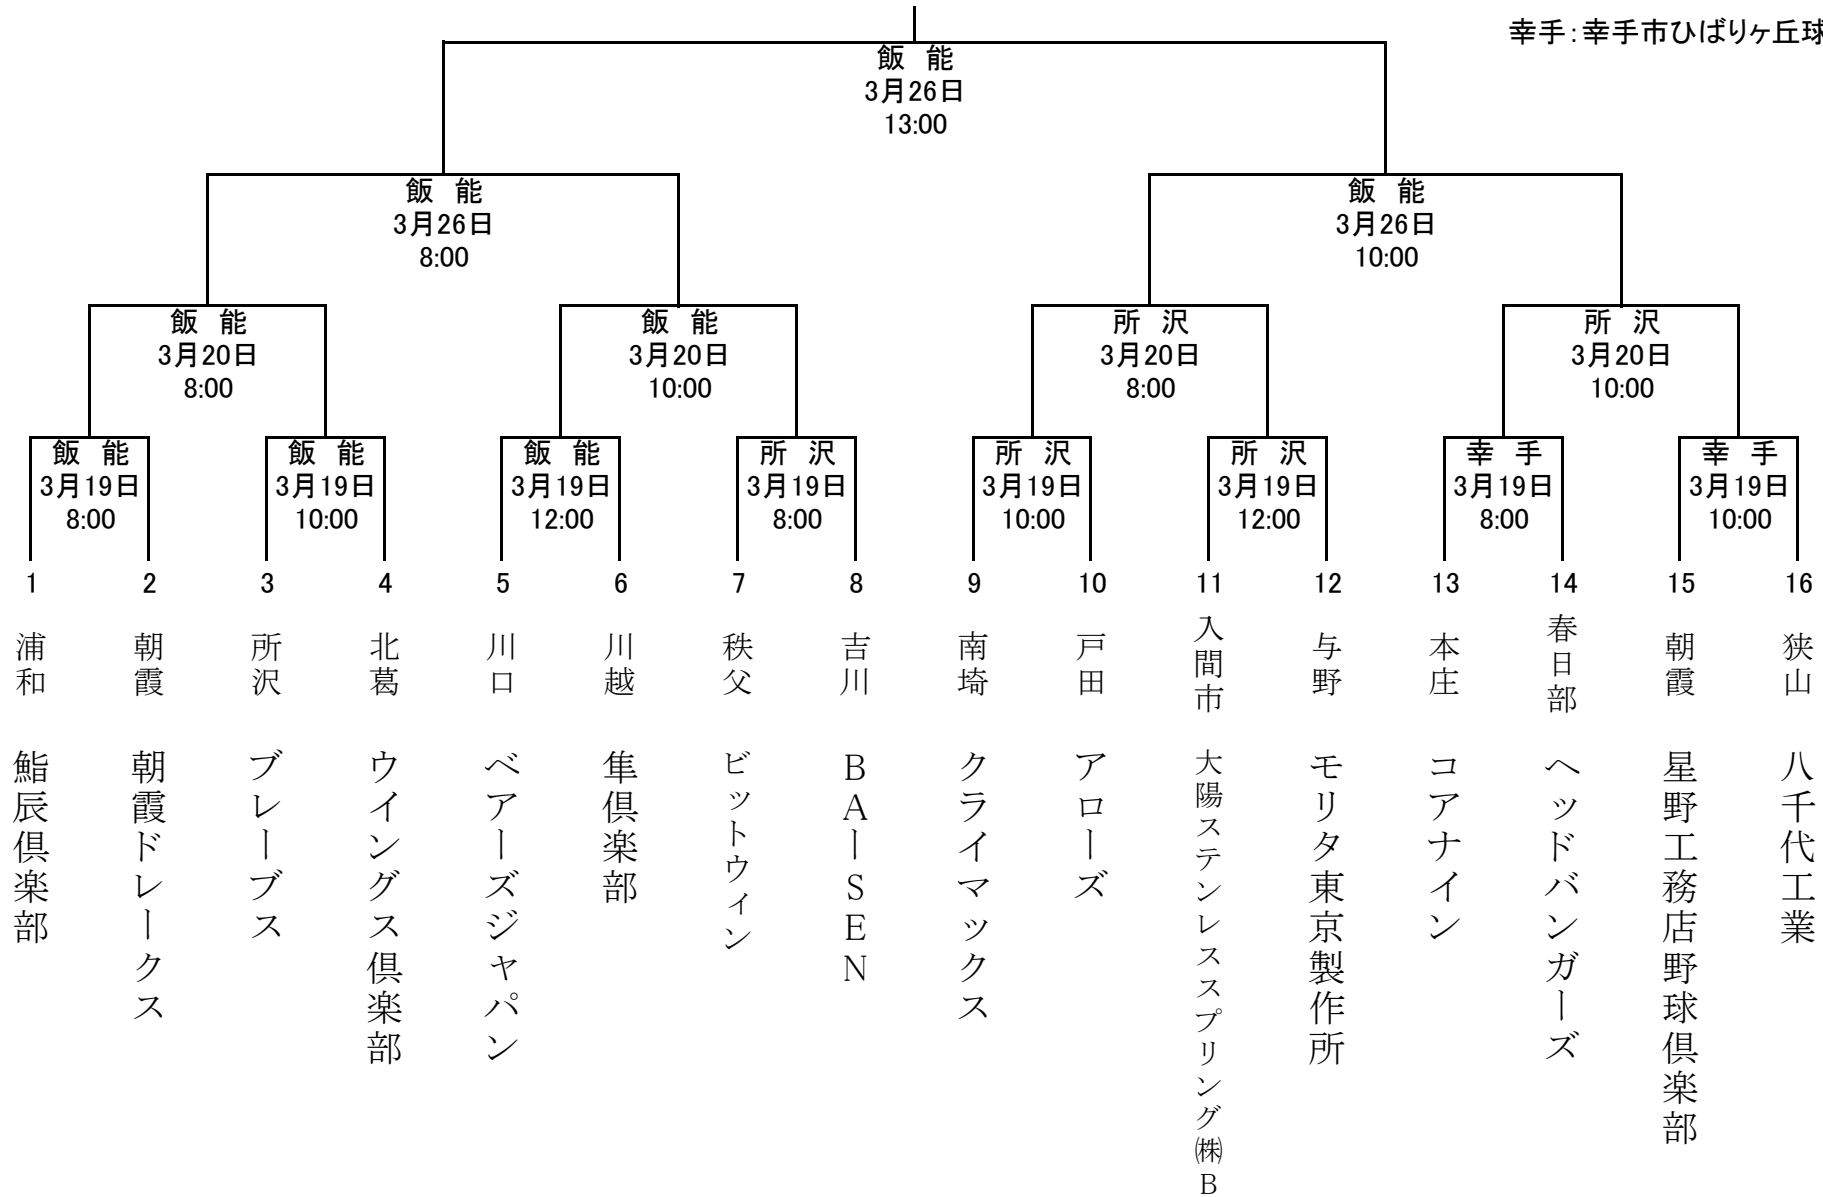 幸手：幸手市ひばりヶ丘球
飯 能
3月26日
13:00
飯 能
3月26日
8:00
飯 能
3月26日
10:00
飯 能
3月20日
8:00
飯 能
3月20日
10:00
所 沢
3月20日
8:00
所 沢
3月20日
10:00
飯 能
3月19日
8:00
飯 能
3月19日
10:00
飯 能
3月19日
12:00
所 沢
3月19日
8:00
所 沢
3月19日
10:00
所 沢
3月19日
12:00
幸 手
3月19日
8:00
幸 手
3月19日
10:00
1
2
3
4
5
6
7
8
9
10
11
12
13
14
15
16
浦和
朝霞
所沢
北葛
川口
川越
秩父
吉川
南埼
戸田
入間市
与野
本庄
春日部
朝霞
狭山
鮨辰倶楽部
朝霞ドレークス
ブレーブス
ウイングス倶楽部
ベアーズジャパン
隼倶楽部
ビットウィン
ＢＡーＳＥＮ
クライマックス
アローズ
大陽ステンレススプリング㈱Ｂ
モリタ東京製作所
コアナイン
ヘッドバンガーズ
星野工務店野球倶楽部
八千代工業